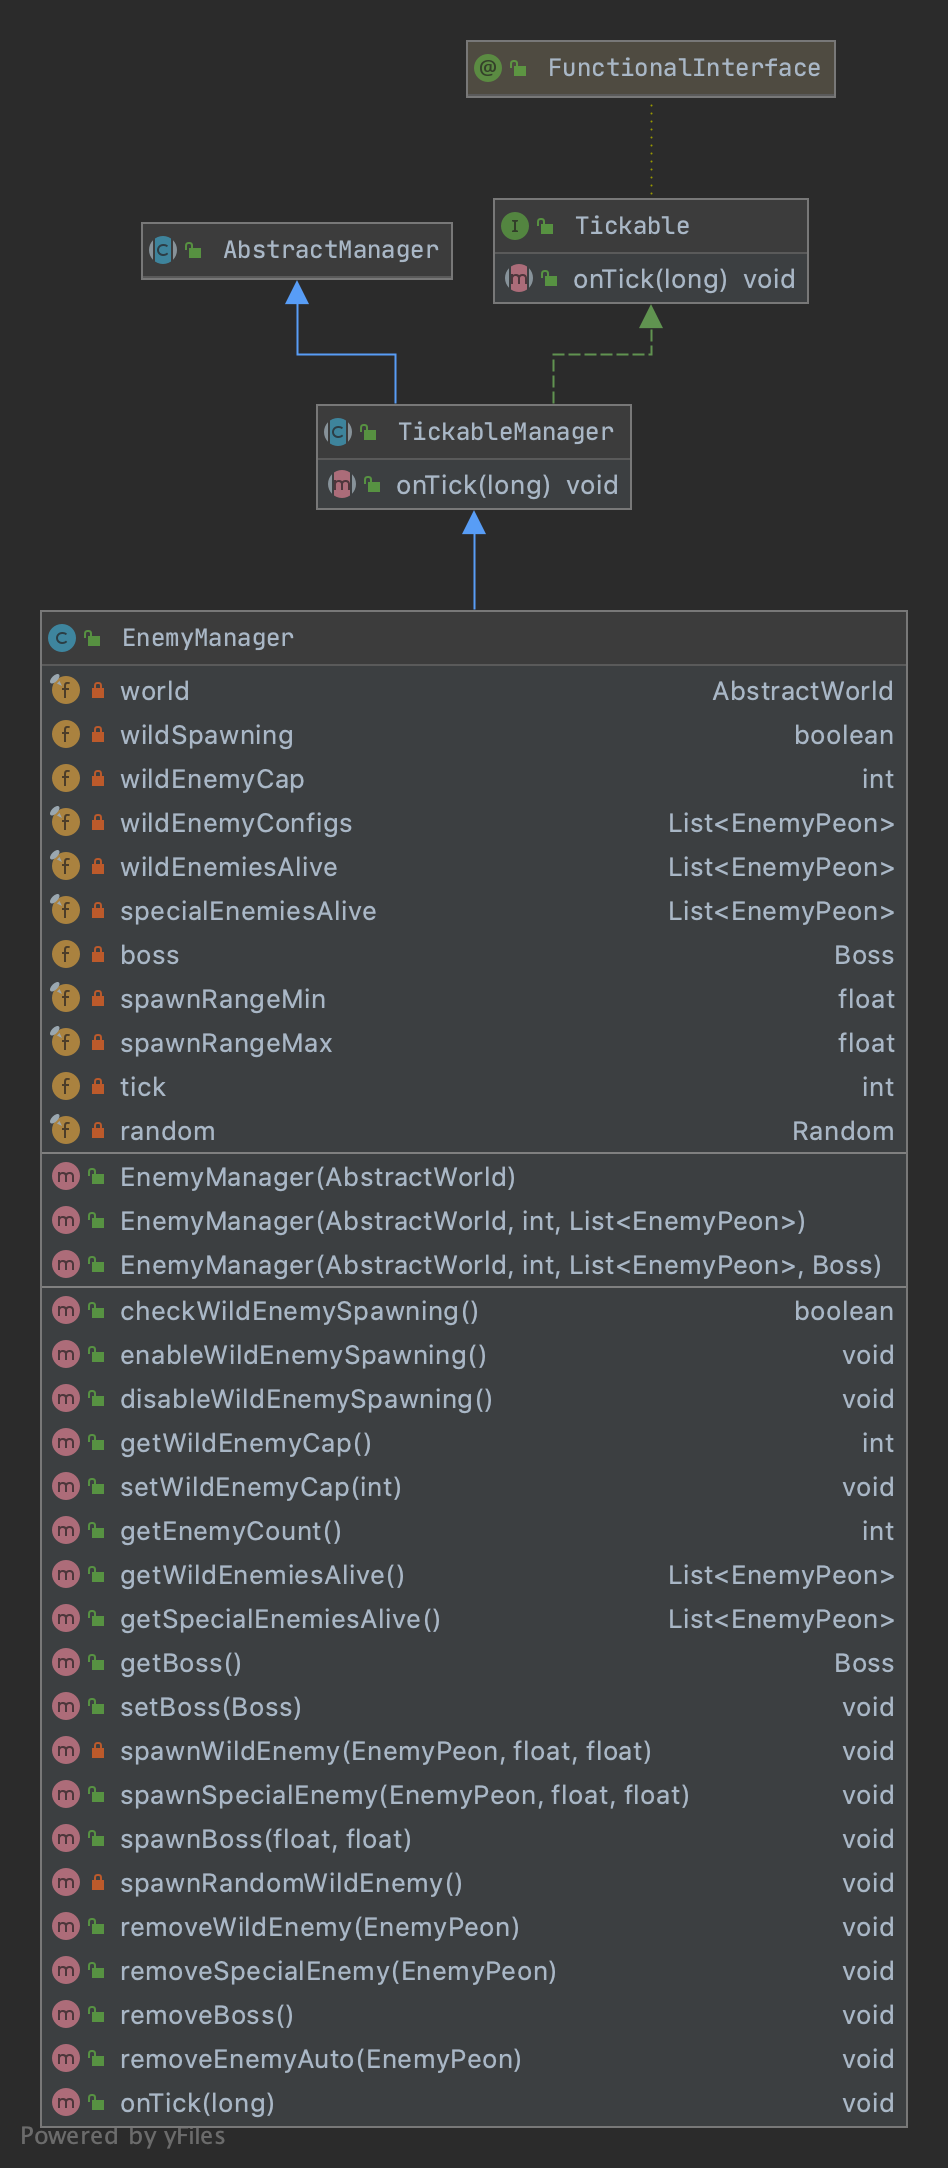 @ FunctionalInterface
I Tickable
m onTick(long) void
C AbstractManager
C TickableManager
m onTick(long) void
C EnemyManager
f world AbstractWorld
f wildSpawning boolean
f wildEnemyCap int
f wildEnemyConfigs List<EnemyPeon>
f wildEnemiesAlive List<EnemyPeon>
f specialEnemiesAlive List<EnemyPeon>
f boss Boss
f spawnRangeMin float
f spawnRangeMax float
f tick int
f random Random
m EnemyManager(AbstractWorld)
m EnemyManager(AbstractWorld, int, List<EnemyPeon>)
m EnemyManager(AbstractWorld, int, List<EnemyPeon>, Boss)
m checkWildEnemySpawning() boolean
m enableWildEnemySpawning() void
m disableWildEnemySpawning() void
m getWildEnemyCap() int
m setWildEnemyCap(int) void
m getEnemyCount() int
m getWildEnemiesAlive() List<EnemyPeon>
m getSpecialEnemiesAlive() List<EnemyPeon>
m getBoss() Boss
m setBoss(Boss) void
m spawnWildEnemy(EnemyPeon, float, float) void
m spawnSpecialEnemy(EnemyPeon, float, float) void
m spawnBoss(float, float) void
m spawnRandomWildEnemy() void
m removeWildEnemy(EnemyPeon) void
m removeSpecialEnemy(EnemyPeon) void
m removeBoss() void
m removeEnemyAuto(EnemyPeon) void
m onTick(long) void
Powered by yFiles